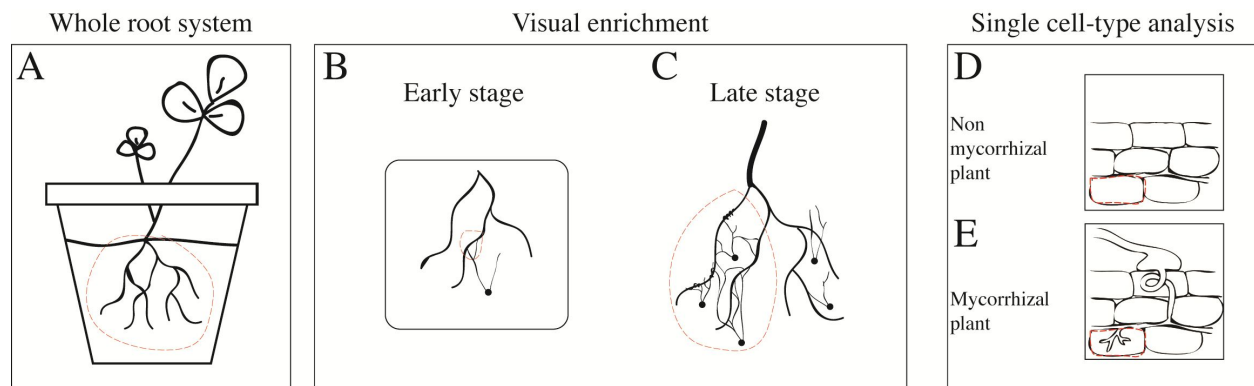 Whole root system
Visual enrichment
Single cell-type analysis
A
B
Early stage
C
Late stage
D
Non
mycorrhizal
plant
E
Mycorrhizal
plant